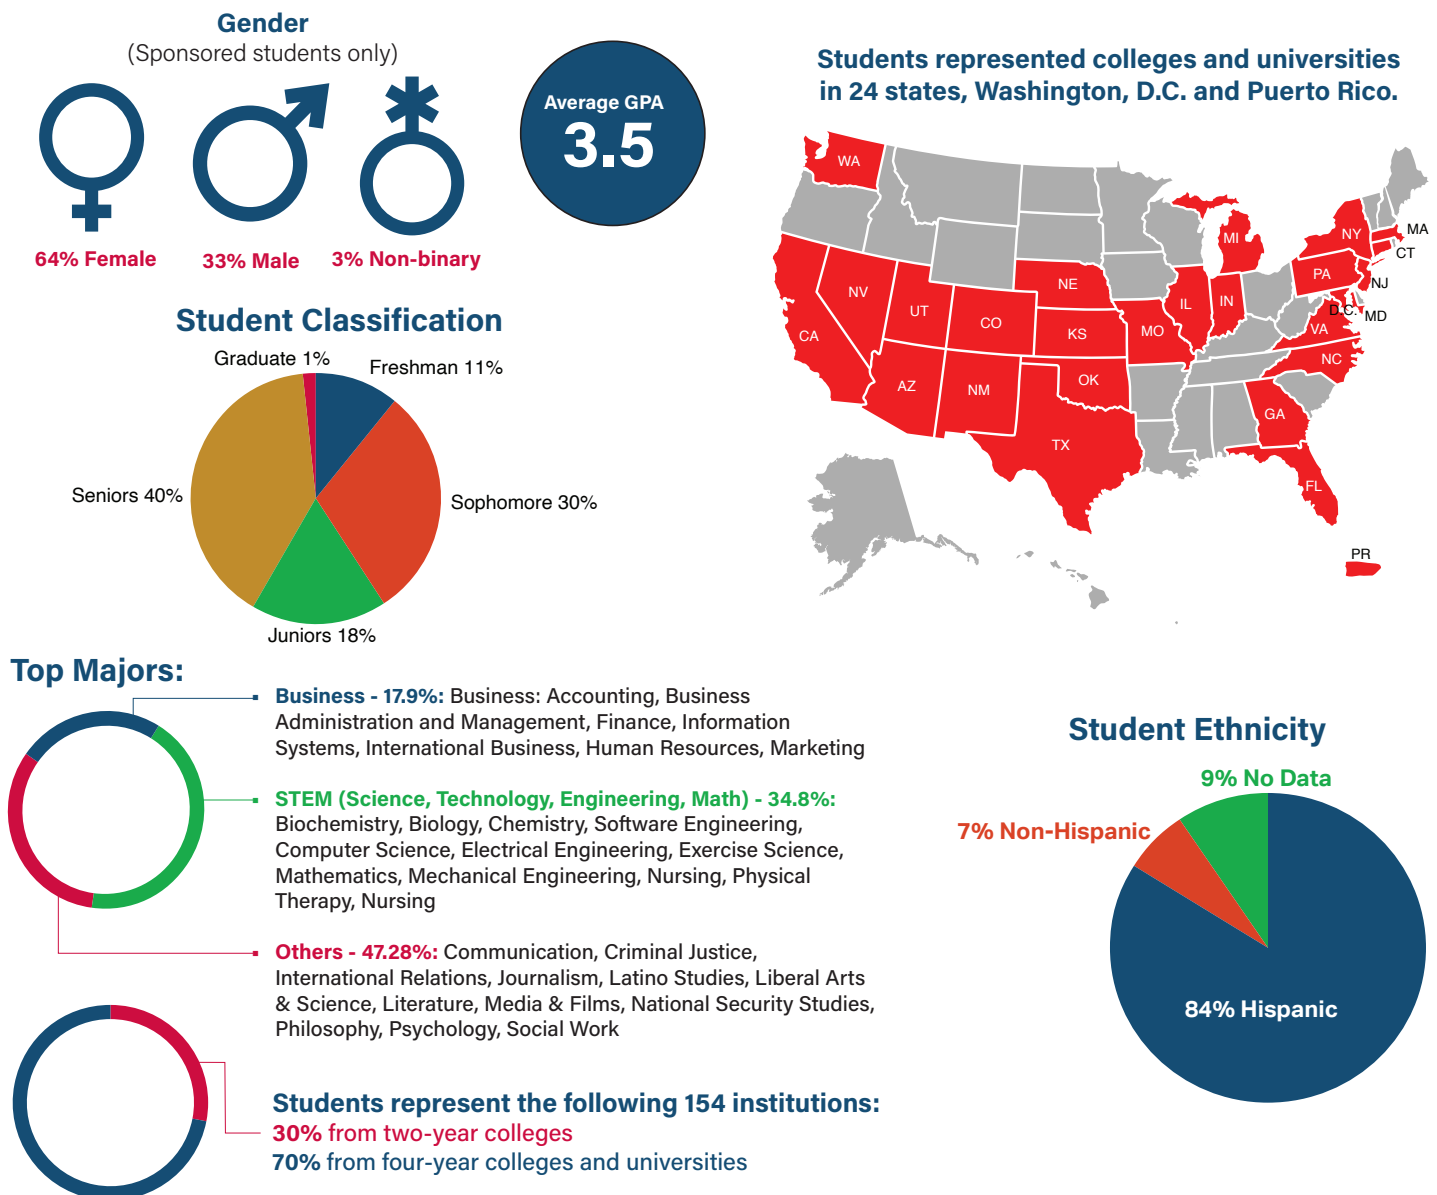 Gender
(Sponsored students only)
64% Female
33% Male
3% Non-binary
Average GPA
3.5
Students represented colleges and universities
in 24 states, Washington, D.C. and Puerto Rico.
WA
MI
NY
MA
CT
PA
NJ
NE
NV
UT
CO
IL
IN
D.C.
MD
VA
CA
KS
MO
NC
AZ
NM
OK
GA
TX
FL
PR
Student Classification
Graduate 1%
Freshman 11%
Seniors 40%
Sophomore 30%
Juniors 18%
Top Majors:
Business - 17.9%: Business: Accounting, Business
Administration and Management, Finance, Information
Systems, International Business, Human Resources, Marketing
STEM (Science, Technology, Engineering, Math) - 34.8%:
Biochemistry, Biology, Chemistry, Software Engineering,
Computer Science, Electrical Engineering, Exercise Science,
Mathematics, Mechanical Engineering, Nursing, Physical
Therapy, Nursing
Others - 47.28%: Communication, Criminal Justice,
International Relations, Journalism, Latino Studies, Liberal Arts
& Science, Literature, Media & Films, National Security Studies,
Philosophy, Psychology, Social Work
Students represent the following 154 institutions:
30% from two-year colleges
70% from four-year colleges and universities
Student Ethnicity
9% No Data
7% Non-Hispanic
84% Hispanic